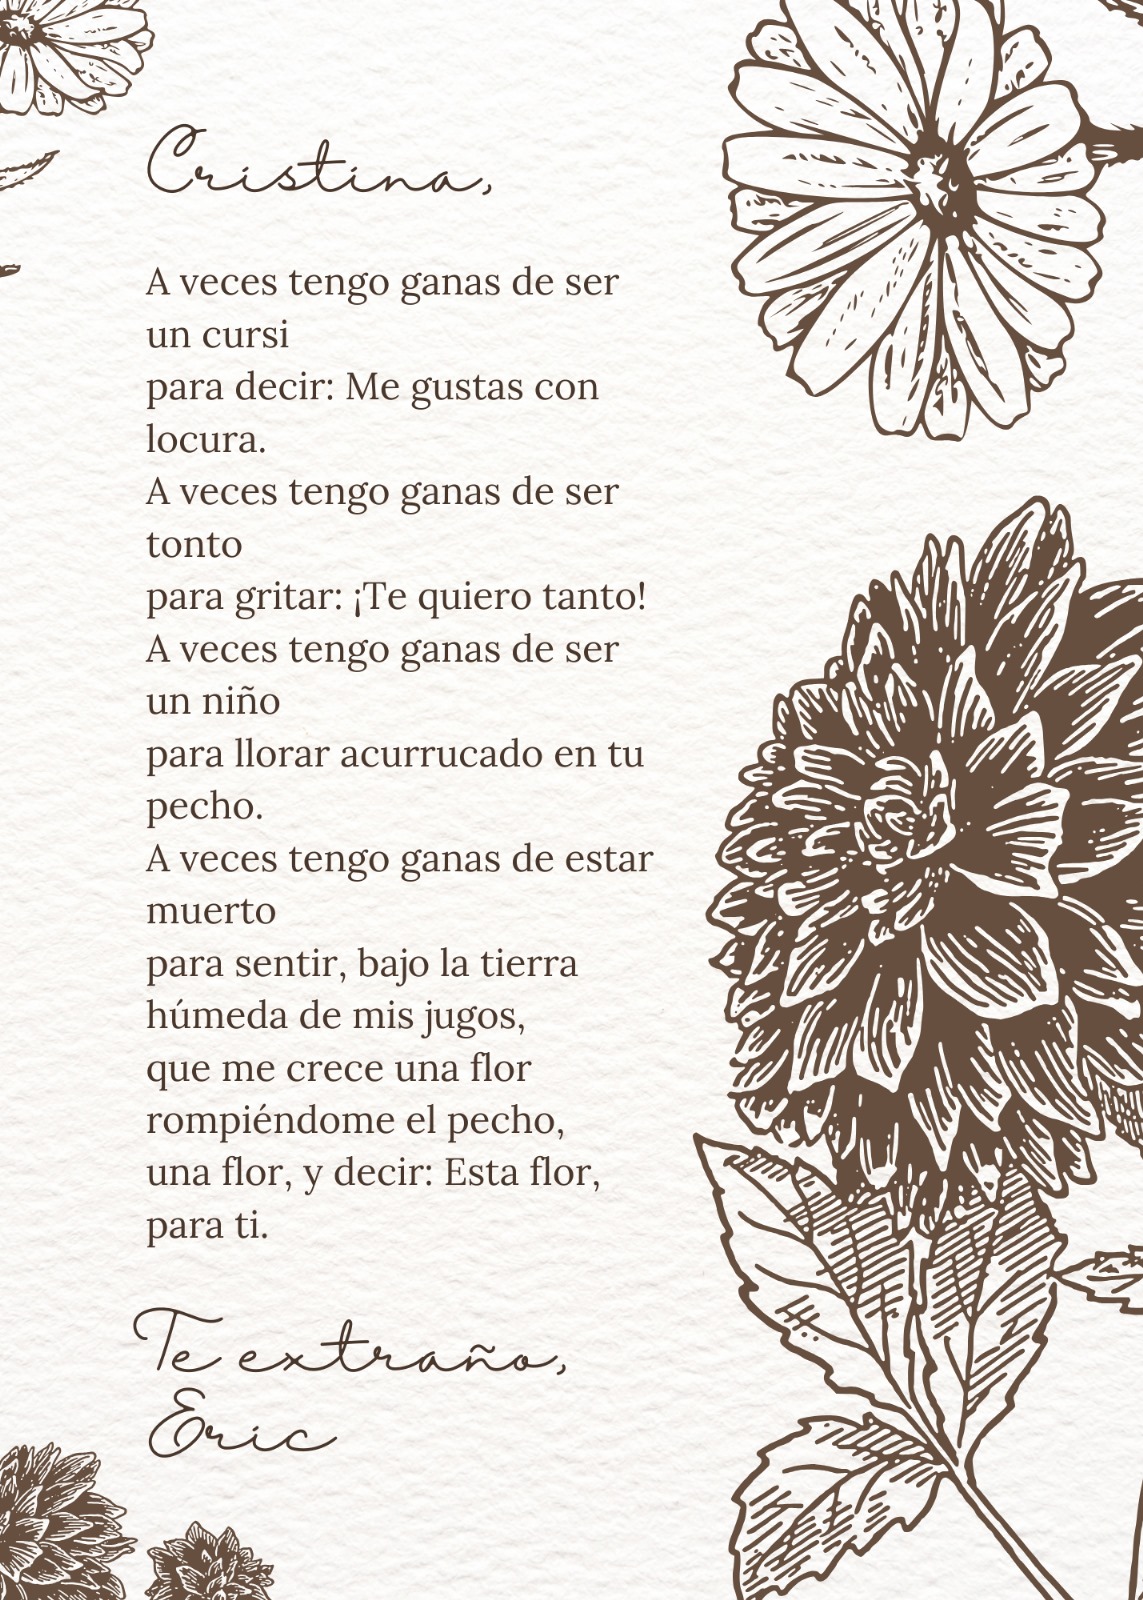 Cristina,
A veces tengo ganas de ser
un cursi
para decir: Me gustas con
locura.
A veces tengo ganas de ser
tonto
para gritar: ¡Te quiero tanto!
A veces tengo ganas de ser
un niño
para llorar acurrucado en tu
pecho.
A veces tengo ganas de estar
muerto
para sentir, bajo la tierra
húmeda de mis jugos,
que me crece una flor
rompiéndome el pecho,
una flor, y decir: Esta flor,
para ti.
Te extraño,
Eric